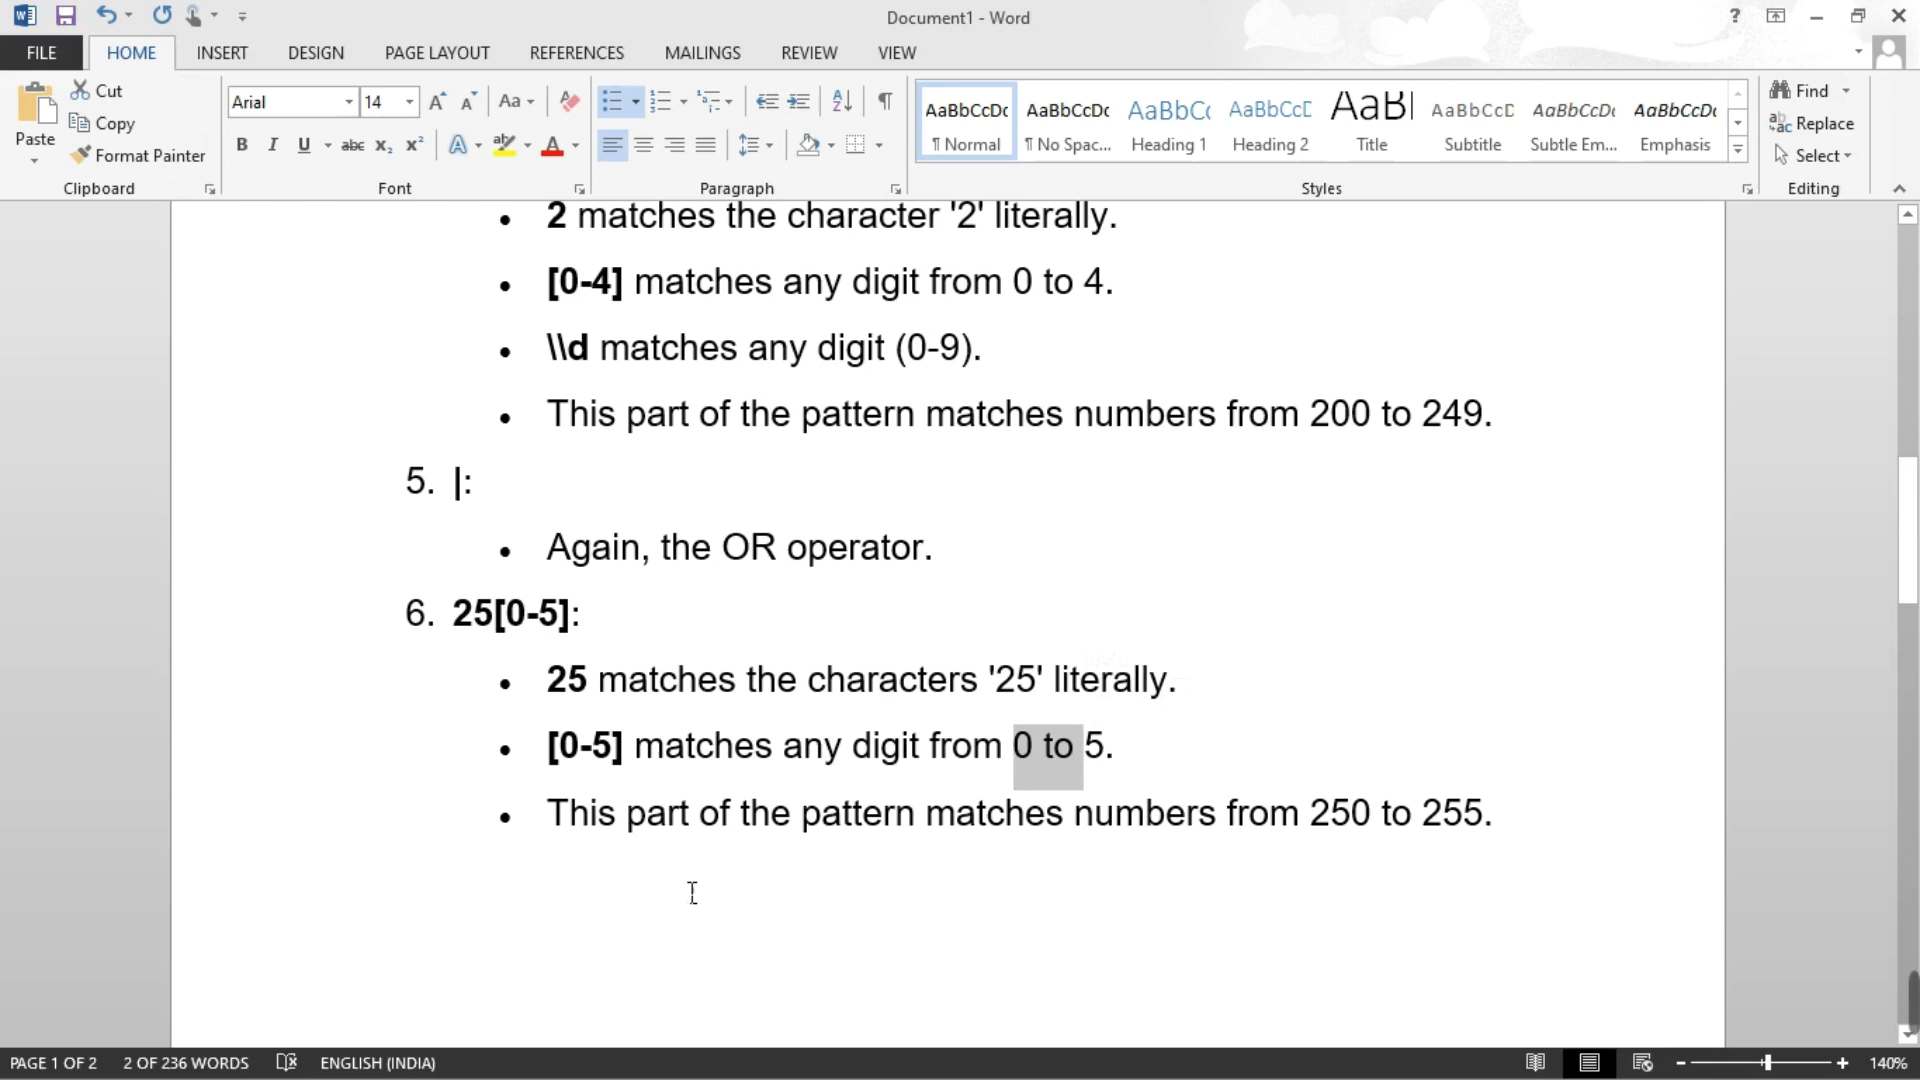 Document1 - Word
?
FILE HOME INSERT DESIGN PAGE LAYOUT REFERENCES MAILINGS REVIEW VIEW
Paste
Cut
Copy
Format Painter
Clipboard
Arial 14
Font
Paragraph
AaBbCcDc AaBbCcDc AaBbC( AaBbCcD AaBl AaBbCcD AaBbCcDc AaBbCcDc
¶ Normal ¶ No Spac... Heading 1 Heading 2 Title Subtitle Subtle Em... Emphasis
Styles
Find
Replace
Select
Editing
• 2 matches the character '2' literally.
• [0-4] matches any digit from 0 to 4.
• \\d matches any digit (0-9).
• This part of the pattern matches numbers from 200 to 249.
5. |:
• Again, the OR operator.
6. 25[0-5]:
• 25 matches the characters '25' literally.
• [0-5] matches any digit from 0 to 5.
• This part of the pattern matches numbers from 250 to 255.
PAGE 1 OF 2 2 OF 236 WORDS ENGLISH (INDIA) 140%